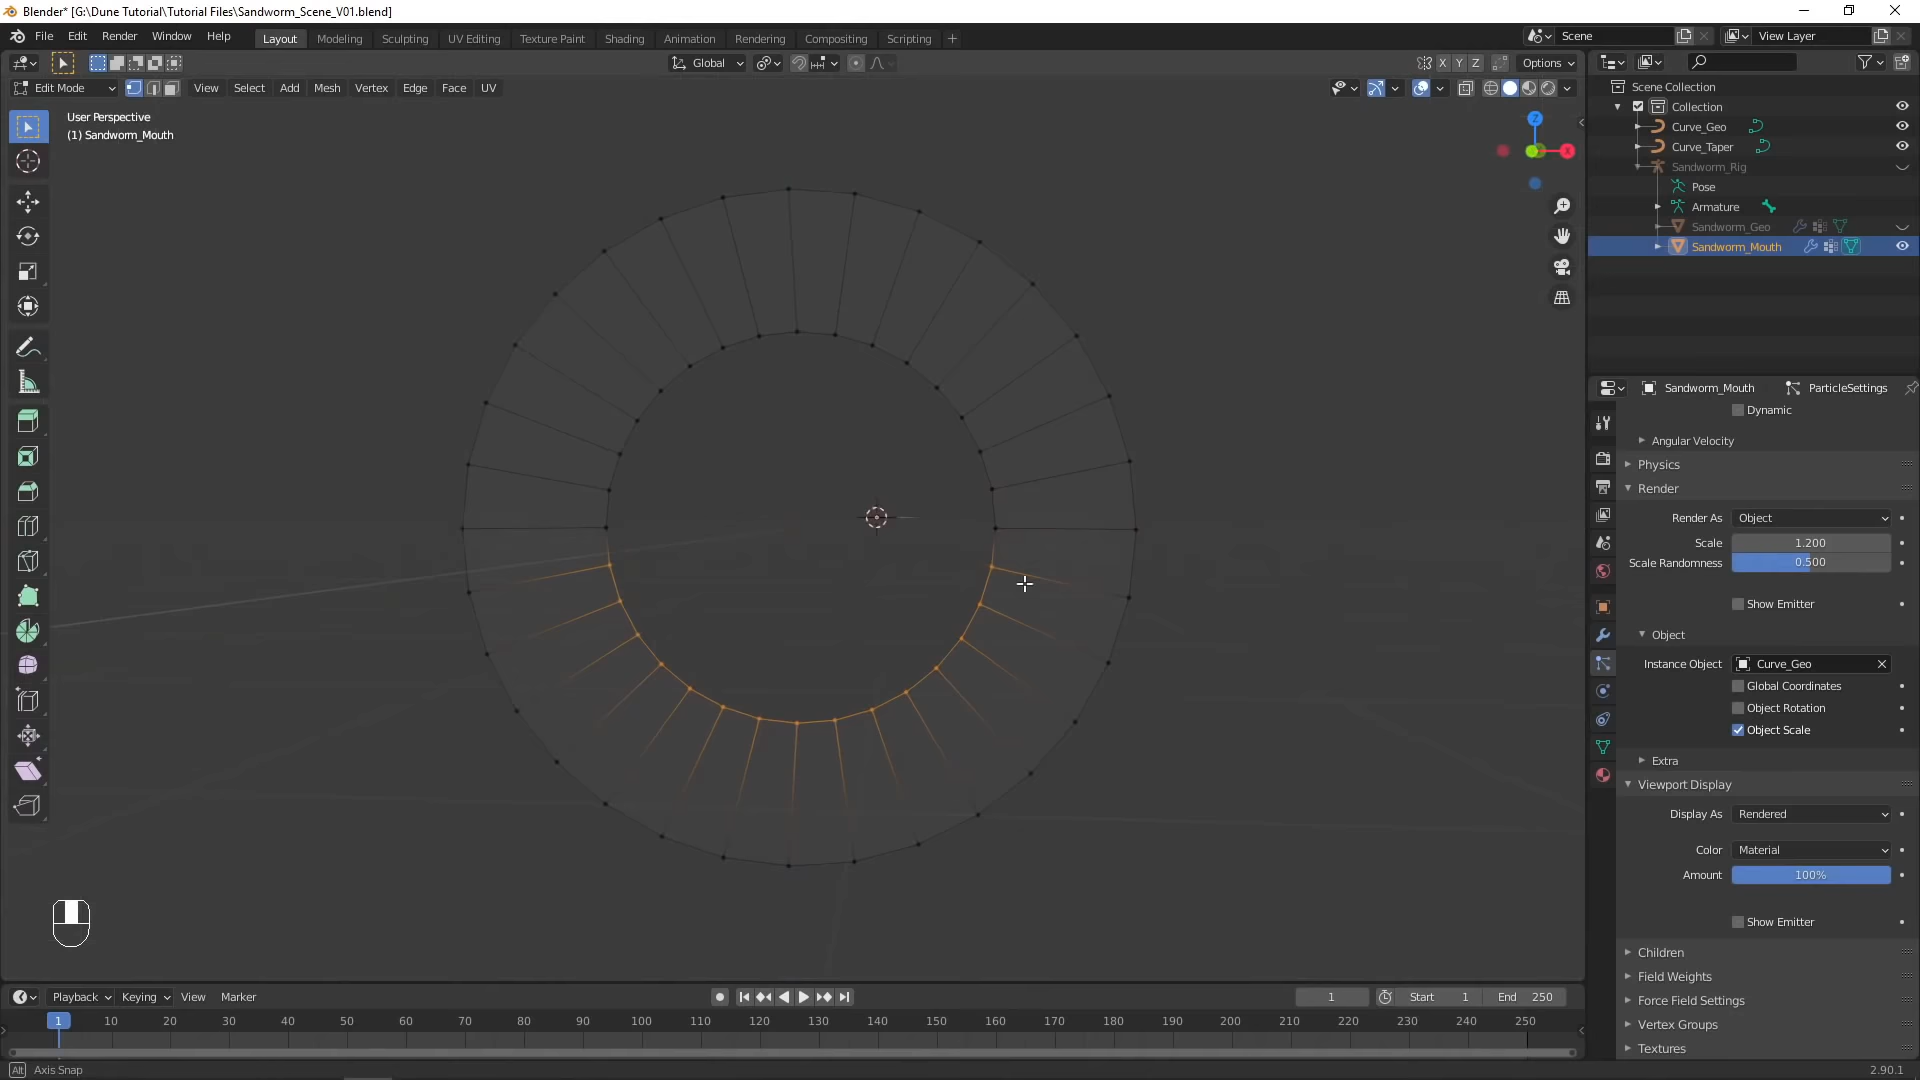 Blender* [G:\Dune Tutorial\Tutorial Files\Sandworm_Scene_V01.blend]
File Edit Render Window Help
Layout Modeling Sculpting UV Editing Texture Paint Shading Animation Rendering Compositing Scripting
Scene View Layer
Global X Y Z Options
Edit Mode View Select Add Mesh Vertex Edge Face UV
User Perspective
(1) Sandworm_Mouth
Z
X
Scene Collection
Collection
Curve_Geo
Curve_Taper
Sandworm_Rig
Pose
Armature
Sandworm_Geo
Sandworm_Mouth
Sandworm_Mouth ParticleSettings
Dynamic
Angular Velocity
Physics
Render
Render As Object
Scale 1.200
Scale Randomness 0.500
Show Emitter
Object
Instance Object Curve_Geo
Global Coordinates
Object Rotation
Object Scale
Extra
Viewport Display
Display As Rendered
Color Material
Amount 100%
Show Emitter
Children
Field Weights
Force Field Settings
Vertex Groups
Textures
Playback Keying View Marker
1 Start 1 End 250
1 10 20 30 40 50 60 70 80 90 100 110 120 130 140 150 160 170 180 190 200 210 220 230 240 250
Alt Axis Snap
2.90.1